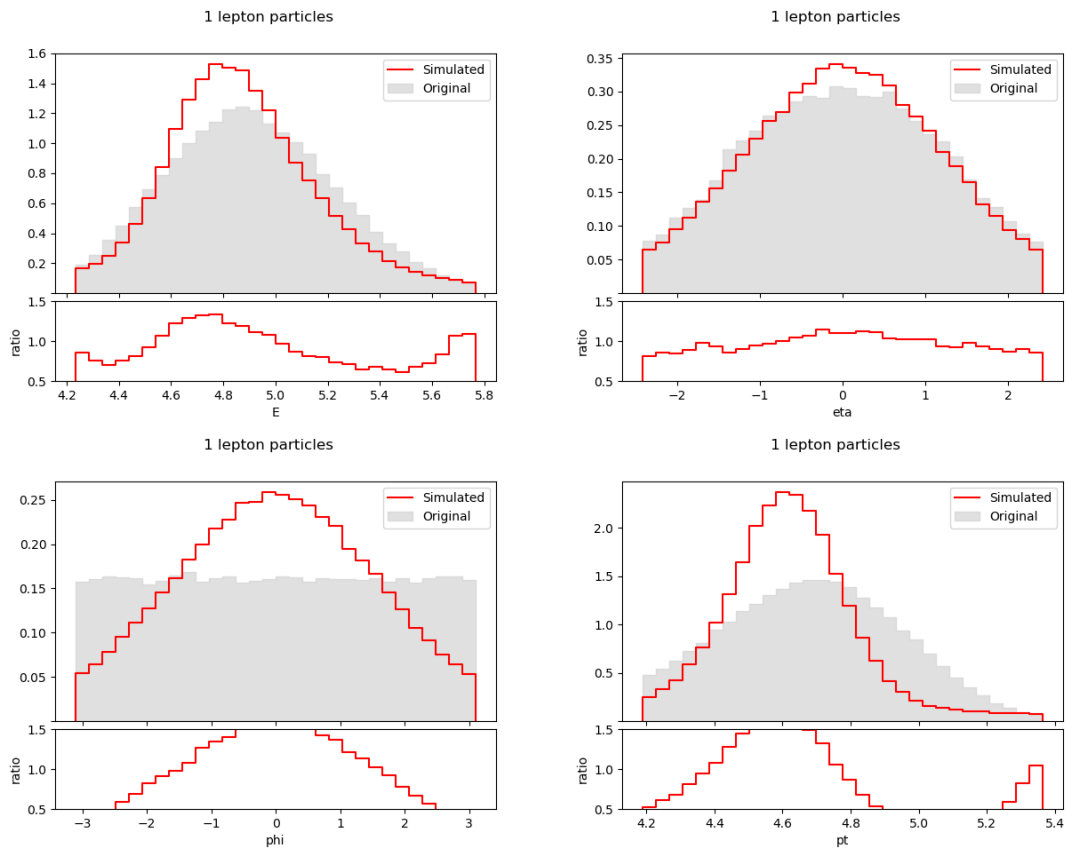 1 lepton particles
1.6
1.4
1.2
1.0
0.8
0.6
0.4
0.2
Simulated
Original
1.5
1.0
0.5
ratio
4.2 4.4 4.6 4.8 5.0 5.2 5.4 5.6 5.8
E
1 lepton particles
0.35
0.30
0.25
0.20
0.15
0.10
0.05
Simulated
Original
1.5
1.0
0.5
ratio
−2 −1 0 1 2
eta
1 lepton particles
0.25
0.20
0.15
0.10
0.05
Simulated
Original
1.5
1.0
0.5
ratio
−3 −2 −1 0 1 2 3
phi
1 lepton particles
2.0
1.5
1.0
0.5
Simulated
Original
1.5
1.0
0.5
ratio
4.2 4.4 4.6 4.8 5.0 5.2 5.4
pt